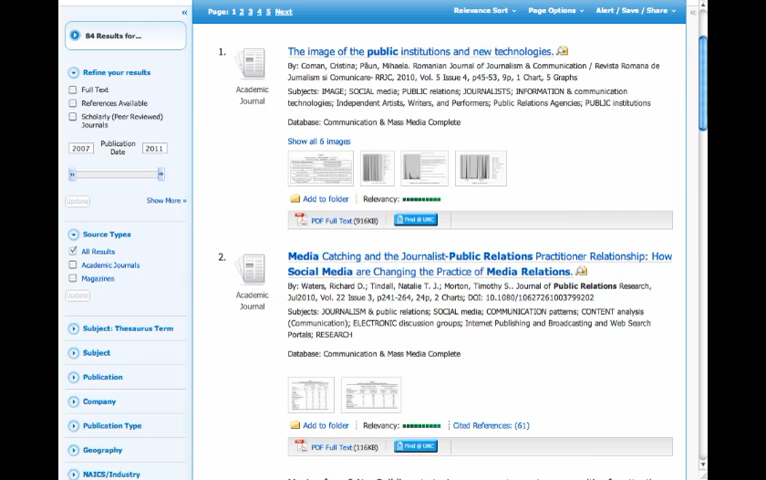 Page: 1 2 3 4 5 Next
Relevance Sort
Page Options
Alert / Save / Share
84 Results for...
Refine your results
Full Text
References Available
Scholarly (Peer Reviewed)
Journals
2007 Publication Date 2011
Update
Show More »
Source Types
All Results
Academic Journals
Magazines
Update
Subject: Thesaurus Term
Subject
Publication
Company
Publication Type
Geography
NAICS/Industry
1.
Academic
Journal
The image of the public institutions and new technologies.
By: Coman, Cristina; Păun, Mihaela. Romanian Journal of Journalism & Communication / Revista Romana de
Jurnalism si Comunicare- RRJC, 2010, Vol. 5 Issue 4, p45-53, 9p, 1 Chart, 5 Graphs
Subjects: IMAGE; SOCIAL media; PUBLIC relations; JOURNALISTS; INFORMATION & communication
technologies; Independent Artists, Writers, and Performers; Public Relations Agencies; PUBLIC institutions
Database: Communication & Mass Media Complete
Show all 6 images
Add to folder
Relevancy:
PDF Full Text (916KB)
Find @ UNC
2.
Academic
Journal
Media Catching and the Journalist-Public Relations Practitioner Relationship: How
Social Media are Changing the Practice of Media Relations.
By: Waters, Richard D.; Tindall, Natalie T. J.; Morton, Timothy S.. Journal of Public Relations Research,
Jul2010, Vol. 22 Issue 3, p241-264, 24p, 2 Charts; DOI: 10.1080/10627261003799202
Subjects: JOURNALISM & public relations; SOCIAL media; COMMUNICATION patterns; CONTENT analysis
(Communication); ELECTRONIC discussion groups; Internet Publishing and Broadcasting and Web Search
Portals; RESEARCH
Database: Communication & Mass Media Complete
Add to folder
Relevancy:
Cited References: (61)
PDF Full Text (116KB)
Find @ UNC